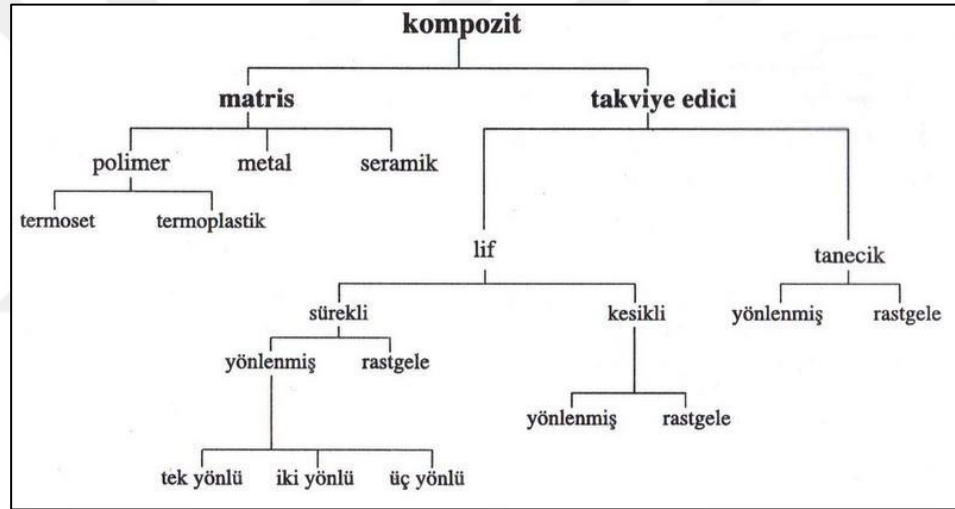 kompozit
matris takviye edici
polimer metal seramik
termoset termoplastik
lif tanecik
sürekli kesikli yönlenmiş rastgele
yönlenmiş rastgele
yönlenmiş rastgele
tek yönlü iki yönlü üç yönlü